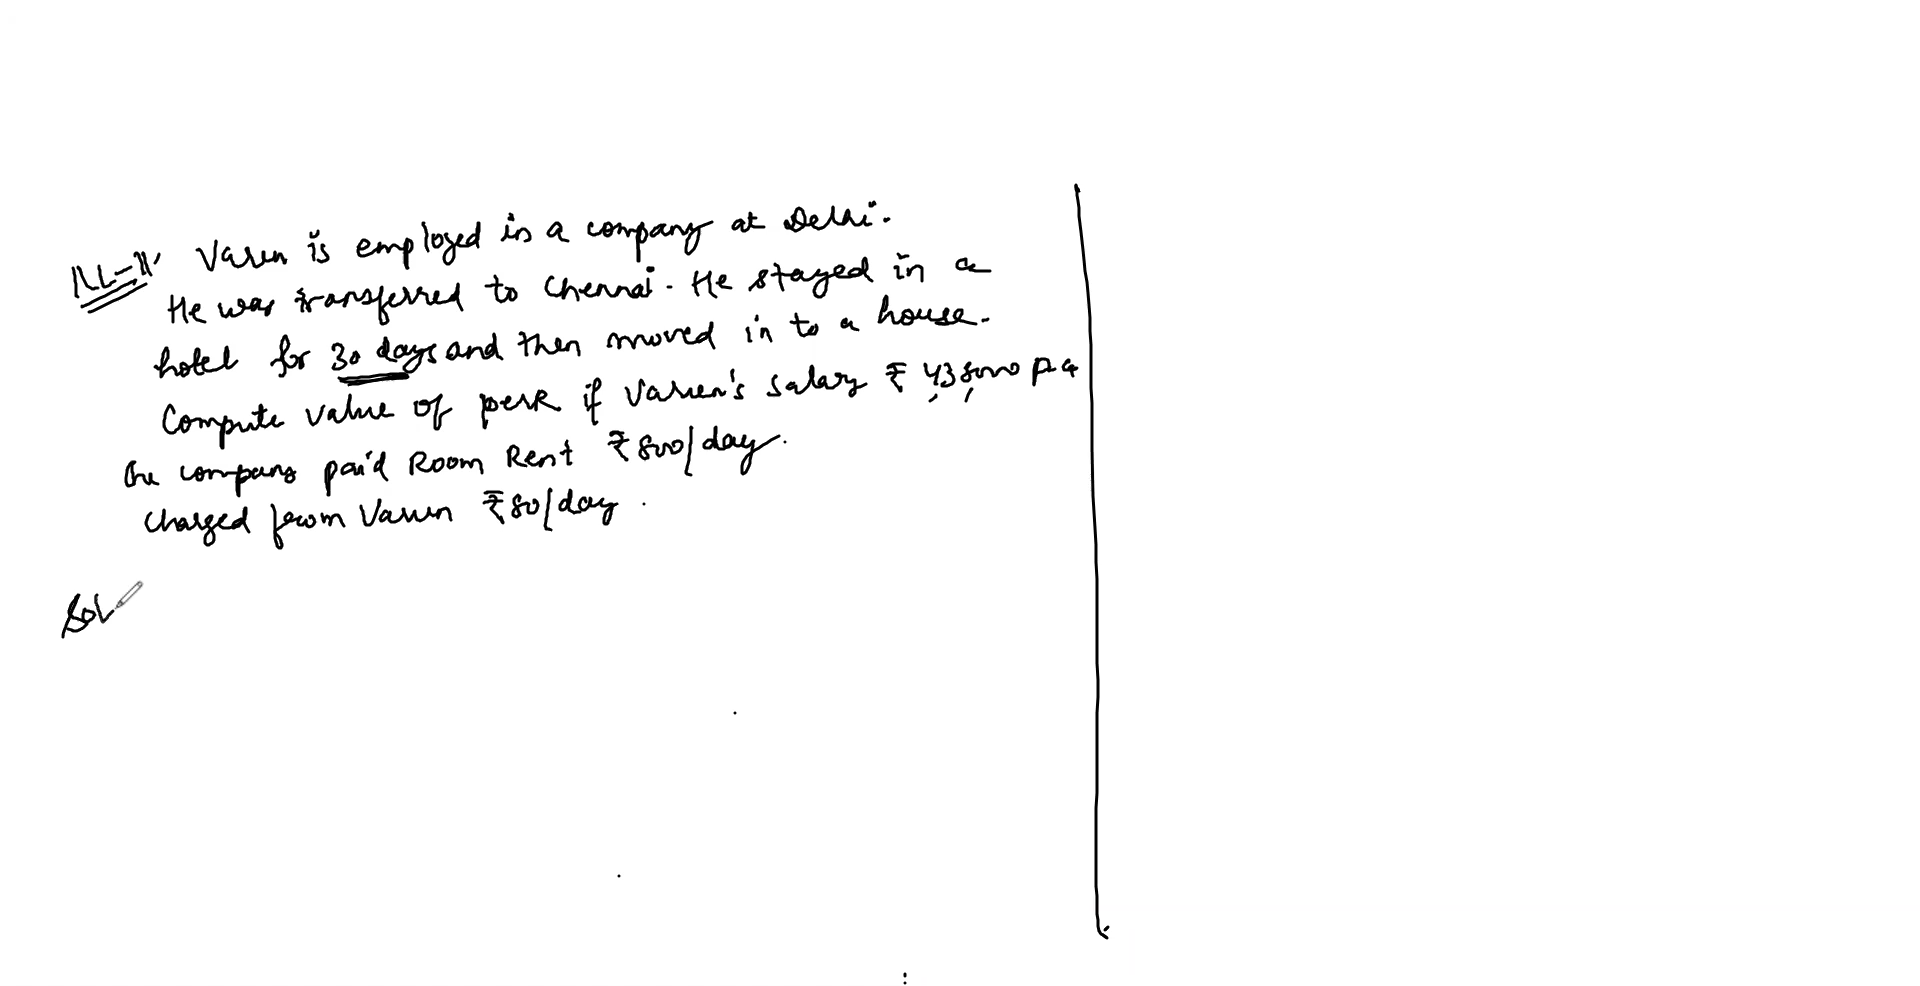 ILL-II' Varun is employed in a company at Delhi.
He was transferred to Chennai. He stayed in a
hotel for 30 days and then moved in to a house.
Compute value of perk if Varun's salary ₹ 4,38,000 P.a
the company paid Room Rent ₹800/day.
Charged from Varun ₹80/day.
Sol